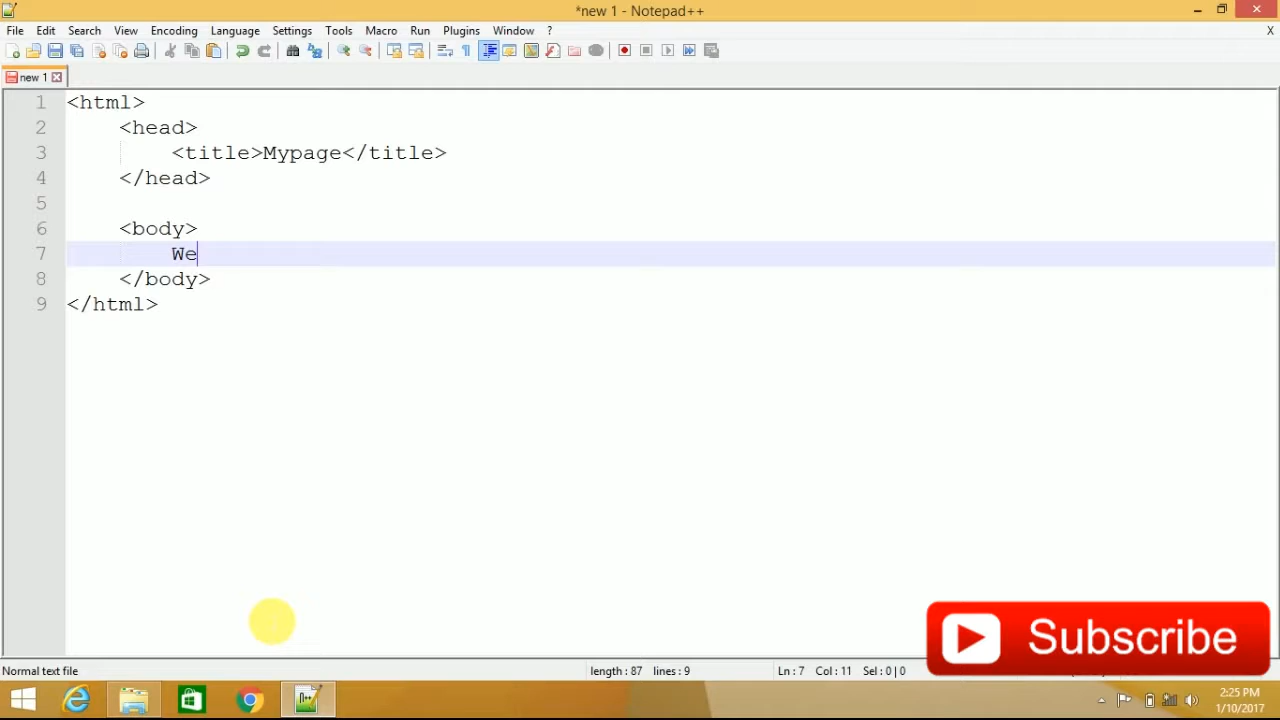 *new 1 - Notepad++
File Edit Search View Encoding Language Settings Tools Macro Run Plugins Window ? X
new 1
1 <html>
2 <head>
3 <title>Mypage</title>
4 </head>
5
6 <body>
7 We
8 </body>
9 </html>
Subscribe
Normal text file length : 87 lines : 9 Ln : 7 Col : 11 Sel : 0 | 0
2:25 PM
1/10/2017